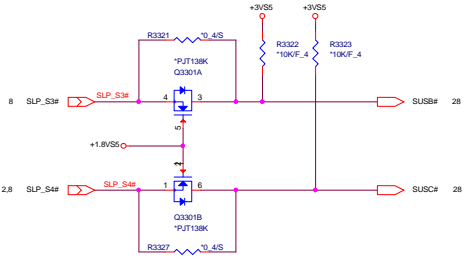 +3VS5 +3VS5
R3321 *0_4/S
R3322 *10K/F_4
R3323 *10K/F_4
*PJT138K
Q3301A
8 SLP_S3# SLP_S3# 4 3 SUSB# 28
5
+1.8VS5
2
2,8 SLP_S4# SLP_S4# 1 6 SUSC# 28
Q3301B
*PJT138K
R3327 *0_4/S